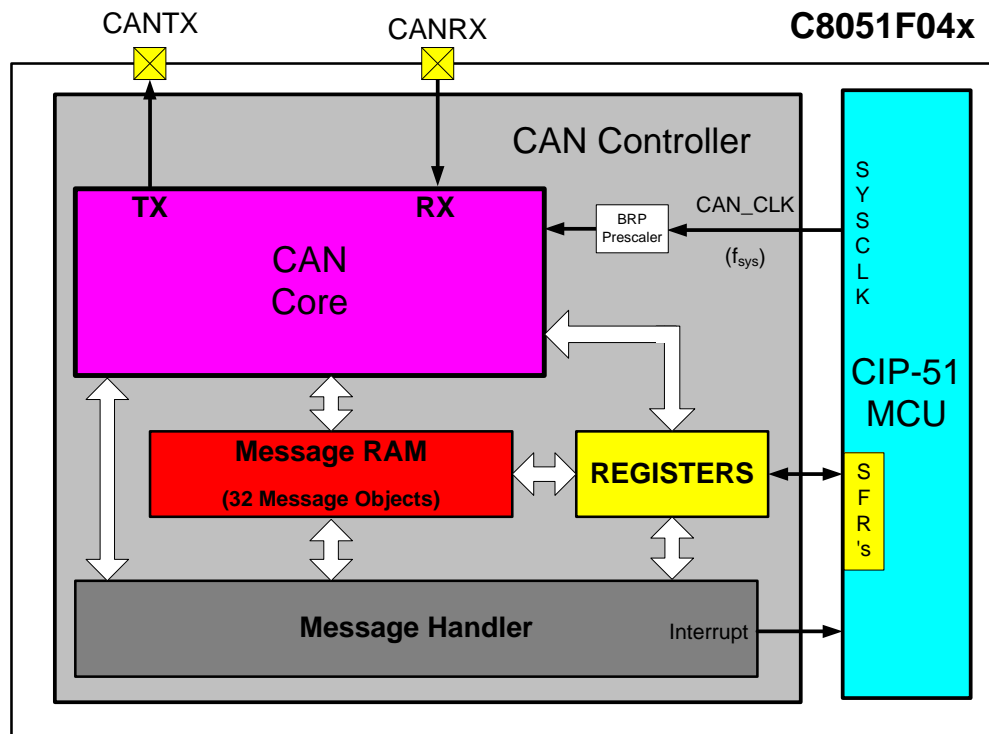 CANTX
CANRX
C8051F04x
CAN Controller
TX
RX
CAN
Core
BRP
Prescaler
CAN_CLK
(fsys)
S
Y
S
C
L
K
CIP-51
MCU
Message RAM
(32 Message Objects)
REGISTERS
S
F
R
's
Message Handler
Interrupt